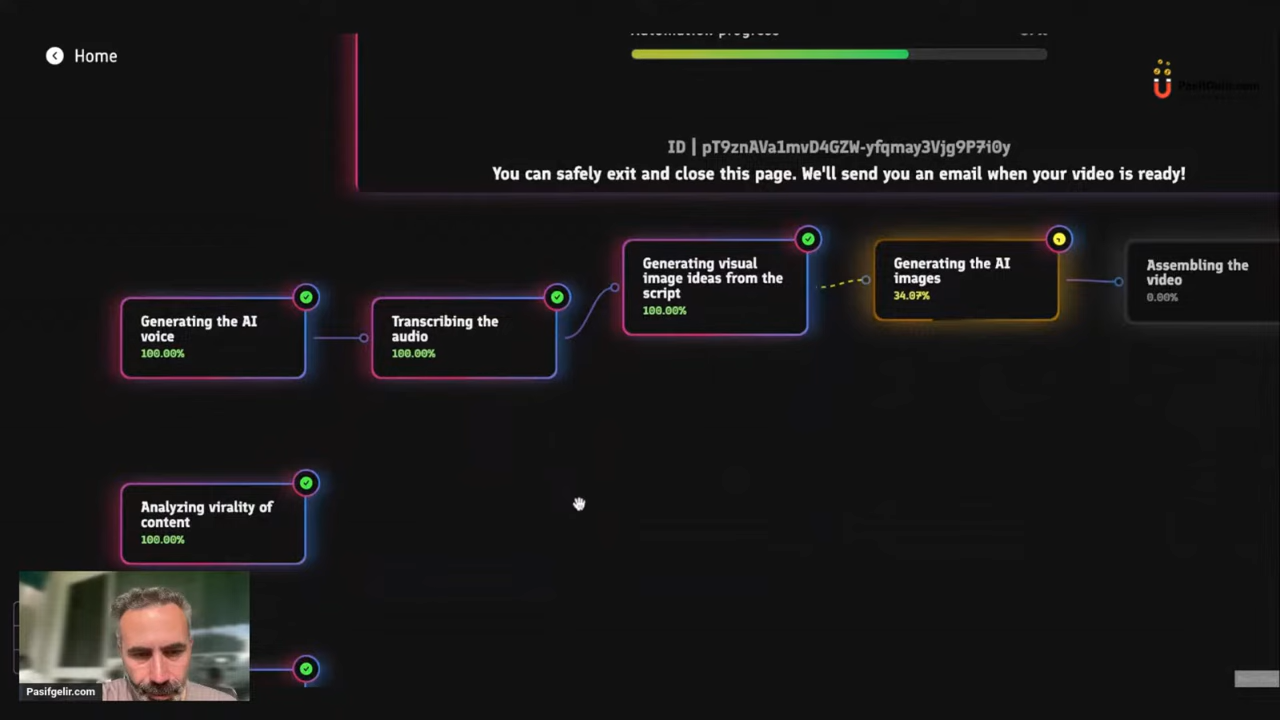 Home
Automation progress
ID | pT9znAVa1mvD4GZW-yfqmay3Vjg9P7i0y
You can safely exit and close this page. We'll send you an email when your video is ready!
Generating the AI
voice
100.00%
Transcribing the
audio
100.00%
Generating visual
image ideas from the
script
100.00%
Generating the AI
images
34.07%
Assembling the
video
0.00%
Analyzing virality of
content
100.00%
Pasifgelir.com